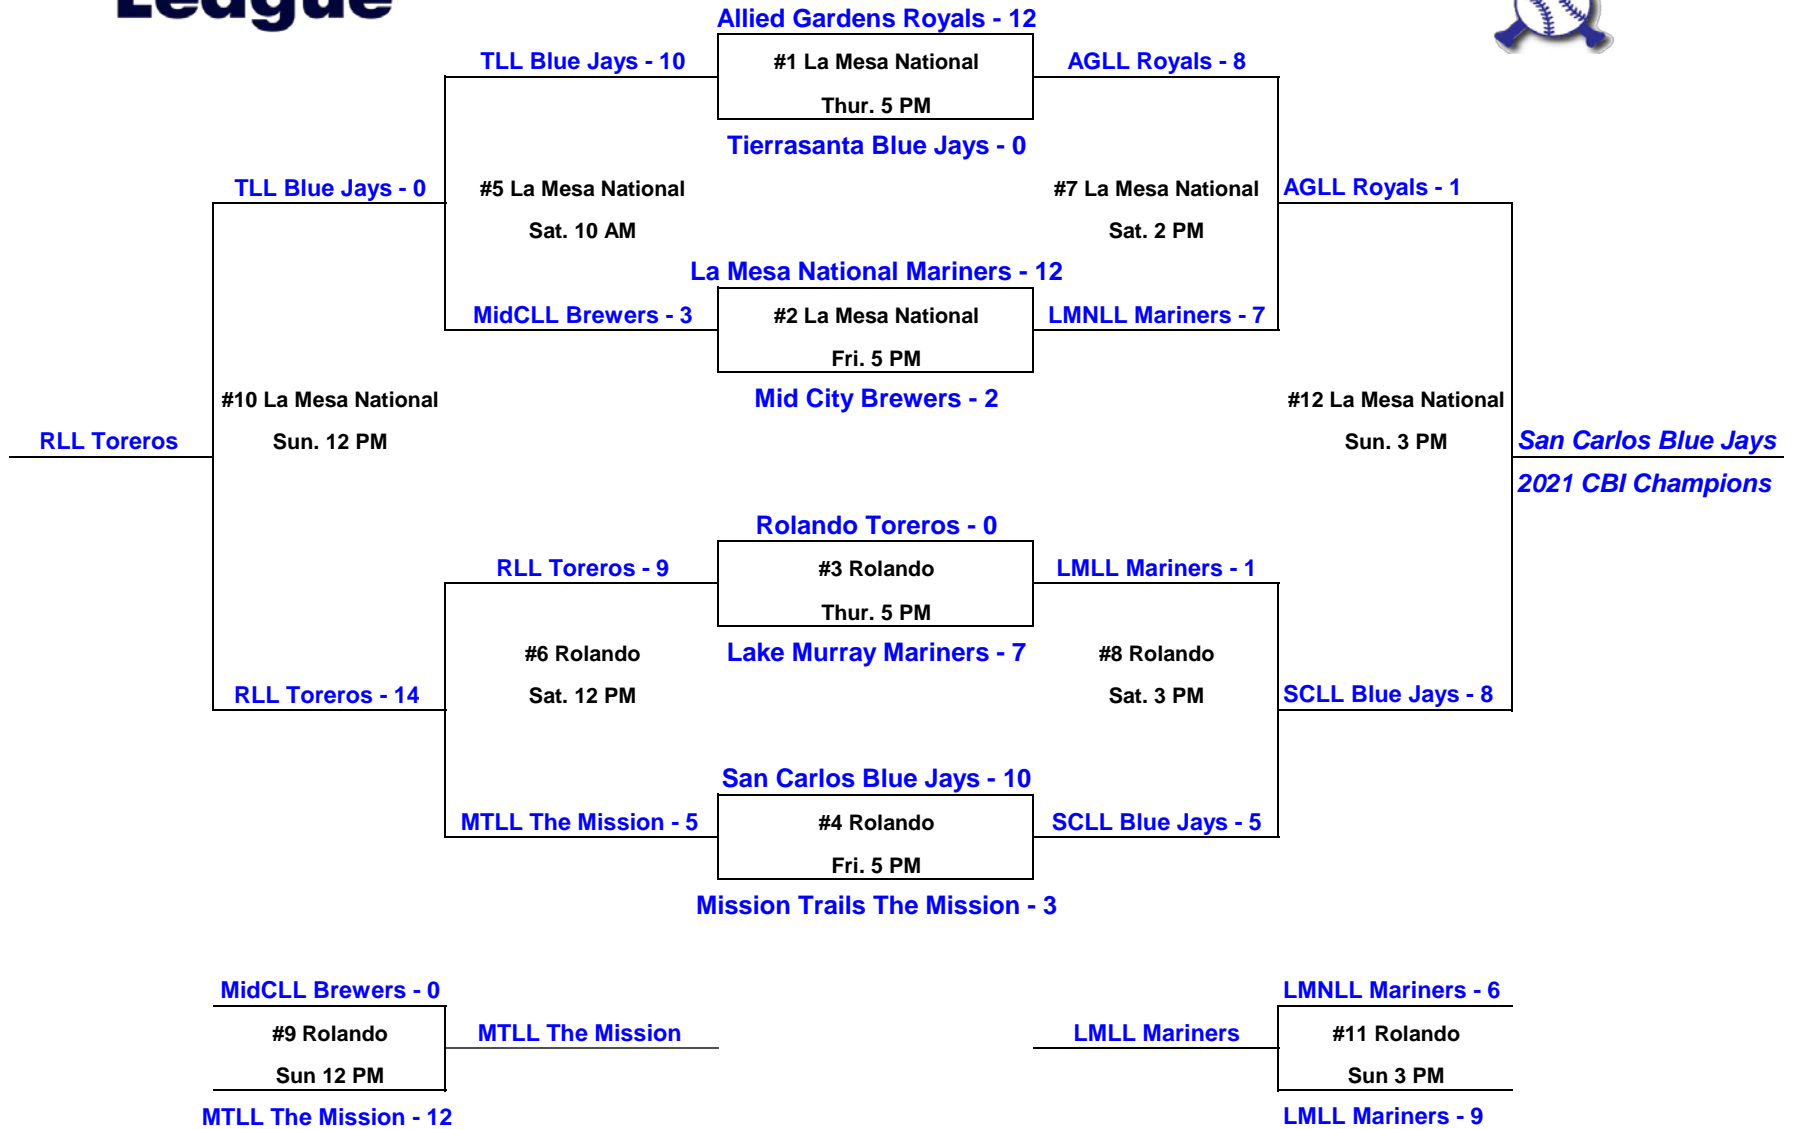 League
Allied Gardens Royals - 12
TLL Blue Jays - 10
#1 La Mesa National
AGLL Royals - 8
Thur. 5 PM
Tierrasanta Blue Jays - 0
TLL Blue Jays - 0
#5 La Mesa National
#7 La Mesa National
AGLL Royals - 1
Sat. 10 AM
Sat. 2 PM
La Mesa National Mariners - 12
MidCLL Brewers - 3
#2 La Mesa National
LMNLL Mariners - 7
Fri. 5 PM
#10 La Mesa National
Mid City Brewers - 2
#12 La Mesa National
RLL Toreros
Sun. 12 PM
Sun. 3 PM
San Carlos Blue Jays
2021 CBI Champions
Rolando Toreros - 0
RLL Toreros - 9
#3 Rolando
LMLL Mariners - 1
Thur. 5 PM
#6 Rolando
Lake Murray Mariners - 7
#8 Rolando
RLL Toreros - 14
Sat. 12 PM
Sat. 3 PM
SCLL Blue Jays - 8
San Carlos Blue Jays - 10
MTLL The Mission - 5
#4 Rolando
SCLL Blue Jays - 5
Fri. 5 PM
Mission Trails The Mission - 3
MidCLL Brewers - 0
LMNLL Mariners - 6
#9 Rolando
MTLL The Mission
LMLL Mariners
#11 Rolando
Sun 12 PM
Sun 3 PM
MTLL The Mission - 12
LMLL Mariners - 9